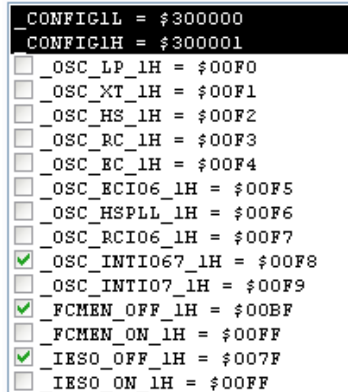 _CONFIG1L = $300000
_CONFIG1H = $300001
_OSC_LP_1H = $00F0
_OSC_XT_1H = $00F1
_OSC_HS_1H = $00F2
_OSC_RC_1H = $00F3
_OSC_EC_1H = $00F4
_OSC_ECIO6_1H = $00F5
_OSC_HSPLL_1H = $00F6
_OSC_RCIO6_1H = $00F7
_OSC_INTIO67_1H = $00F8
_OSC_INTIO7_1H = $00F9
_FCMEN_OFF_1H = $00BF
_FCMEN_ON_1H = $00FF
_IESO_OFF_1H = $007F
_IESO_ON_1H = $00FF